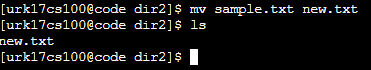 [urk17cs100@code dir2]$ mv sample.txt new.txt
[urk17cs100@code dir2]$ ls
new.txt
[urk17cs100@code dir2]$